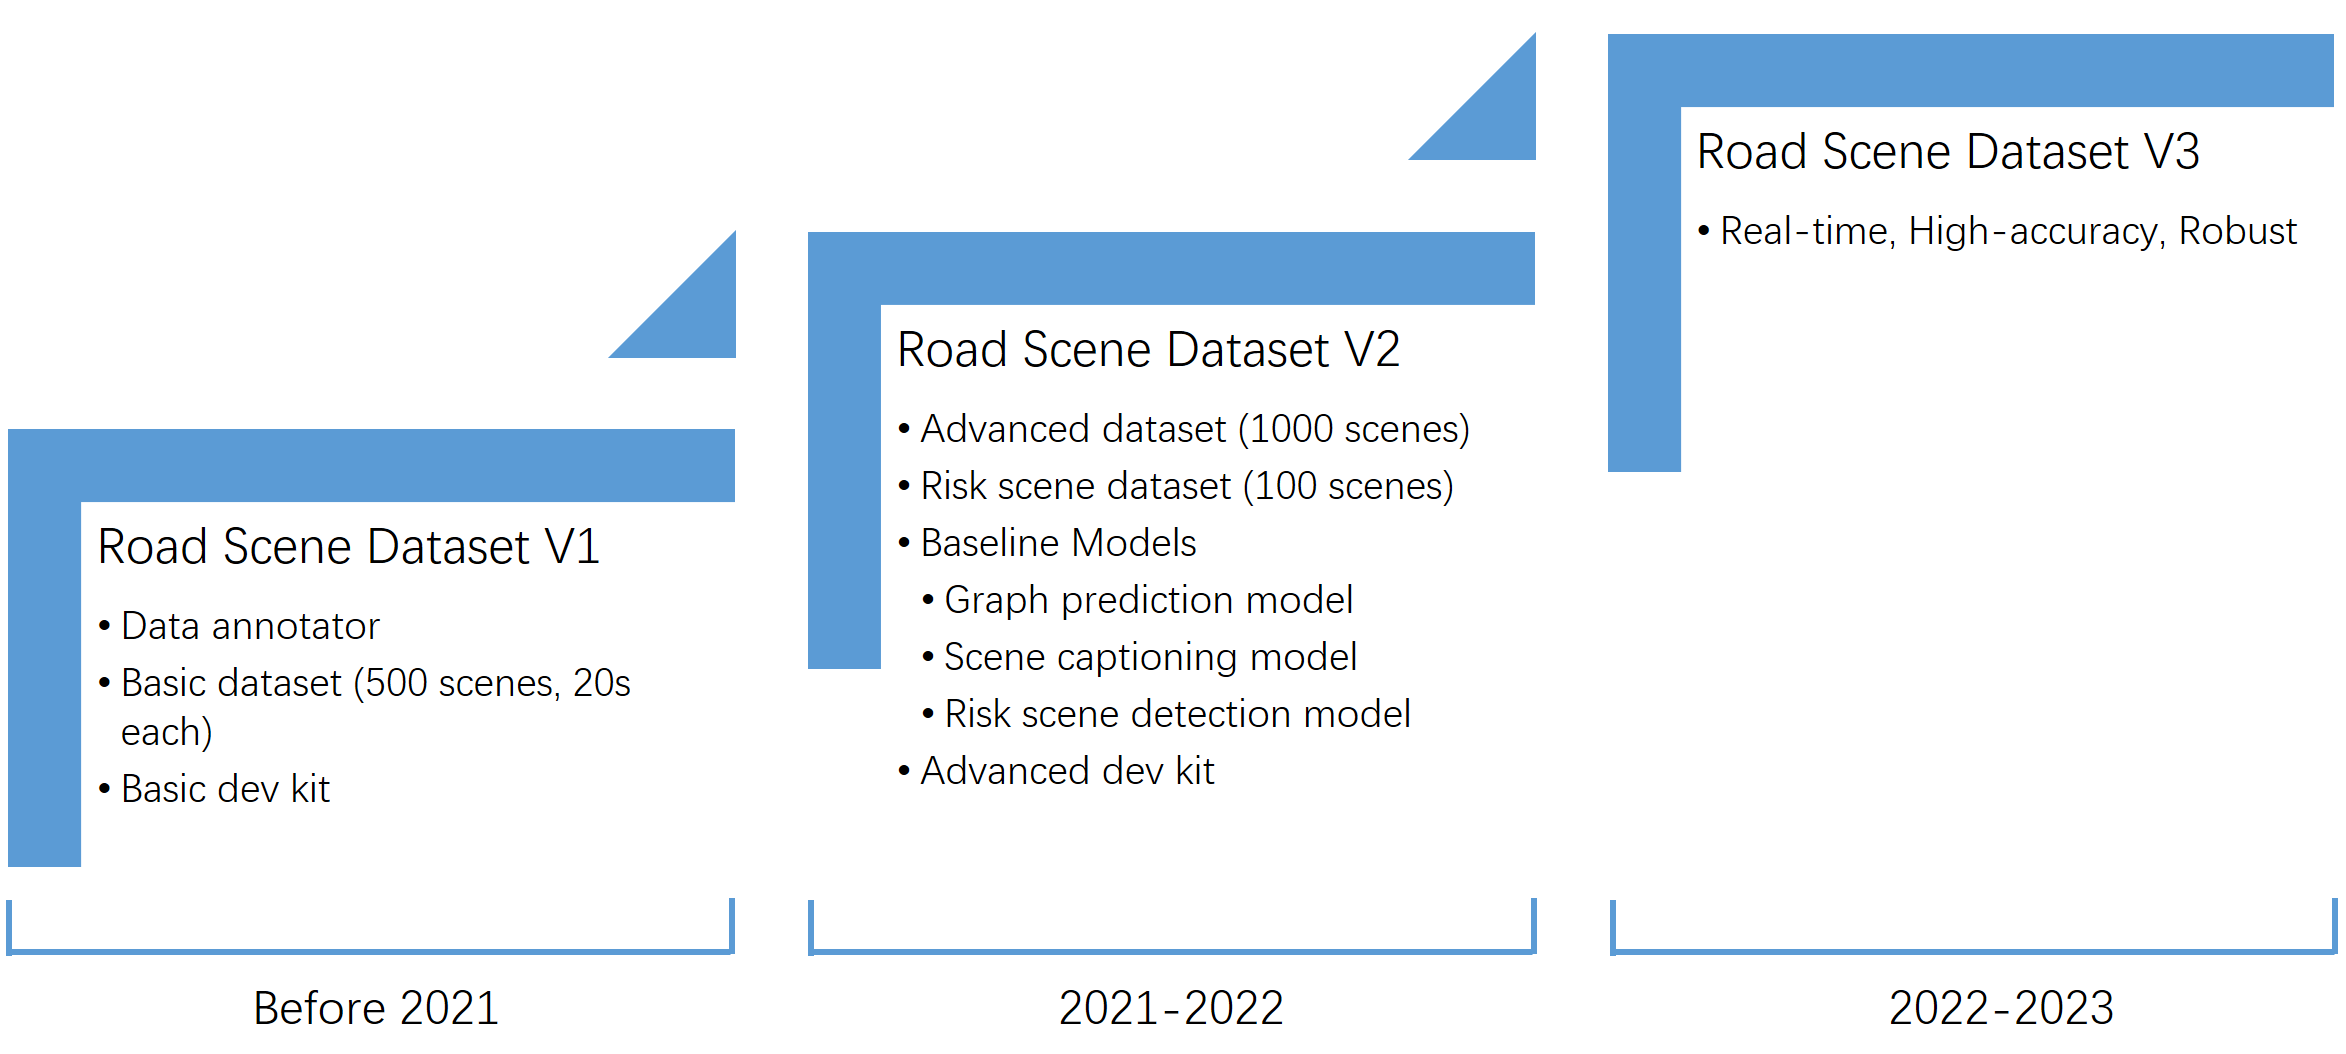 Road Scene Dataset V1
• Data annotator
• Basic dataset (500 scenes, 20s
each)
• Basic dev kit
Before 2021
Road Scene Dataset V2
• Advanced dataset (1000 scenes)
• Risk scene dataset (100 scenes)
• Baseline Models
• Graph prediction model
• Scene captioning model
• Risk scene detection model
• Advanced dev kit
2021-2022
Road Scene Dataset V3
• Real-time, High-accuracy, Robust
2022-2023